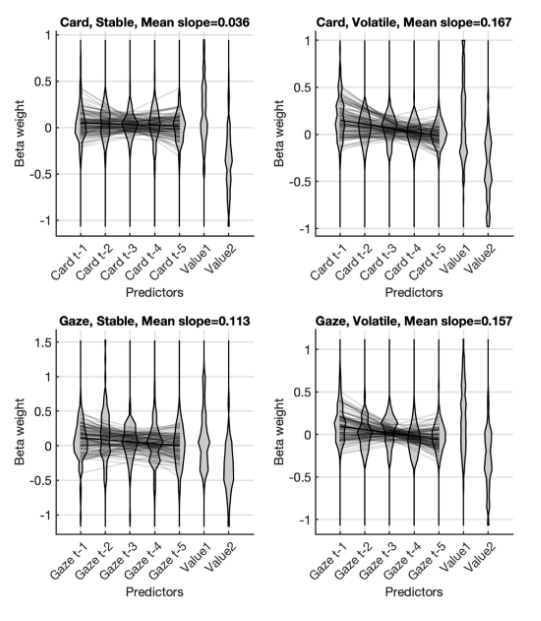 Card, Stable, Mean slope=0.036
Card, Volatile, Mean slope=0.167
1
0.5
0
-0.5
-1
Beta weight
Card t-1
Card t-2
Card t-3
Card t-4
Card t-5
Value1
Value2
Predictors
1
0.5
0
-0.5
-1
Beta weight
Card t-1
Card t-2
Card t-3
Card t-4
Card t-5
Value1
Value2
Predictors
Gaze, Stable, Mean slope=0.113
Gaze, Volatile, Mean slope=0.157
1.5
1
0.5
0
-0.5
-1
Beta weight
Gaze t-1
Gaze t-2
Gaze t-3
Gaze t-4
Gaze t-5
Value1
Value2
Predictors
1
0.5
0
-0.5
-1
Beta weight
Gaze t-1
Gaze t-2
Gaze t-3
Gaze t-4
Gaze t-5
Value1
Value2
Predictors